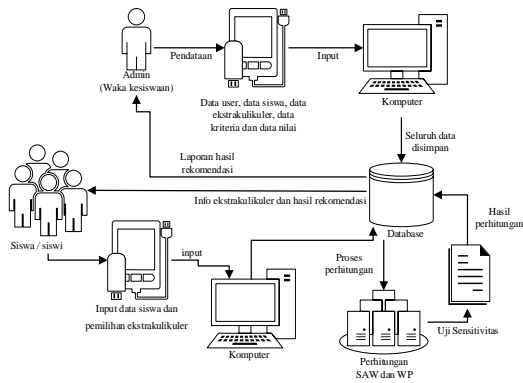 Pendataan
Input
Admin
(Waka kesiswaan)
Data user, data siswa, data
ekstrakulikuler, data
kriteria dan data nilai
Komputer
Seluruh data
disimpan
Laporan hasil
rekomendasi
Info ekstrakulikuler dan hasil rekomendasi
Database
Hasil
perhitungan
Siswa / siswi
input
Input data siswa dan
pemilihan ekstrakulikuler
Komputer
Proses
perhitungan
Uji Sensitivitas
Perhitungan
SAW dan WP